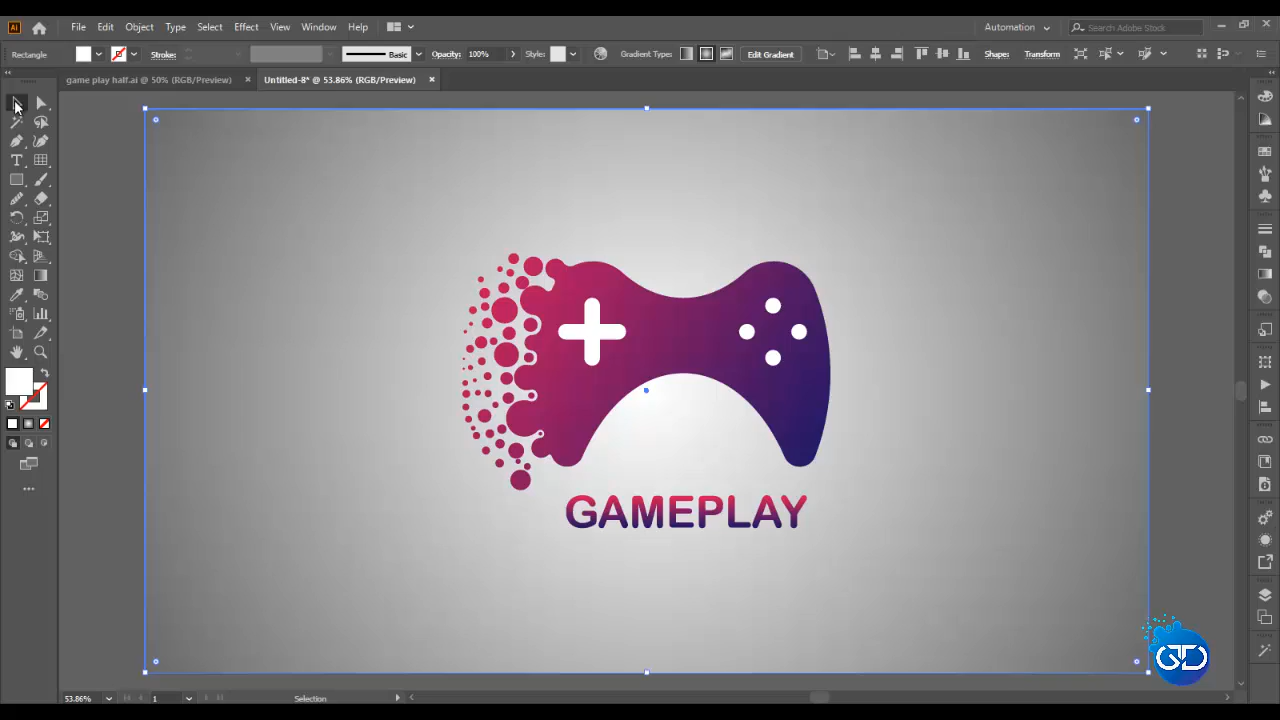 Ai File Edit Object Type Select Effect View Window Help Automation Search Adobe Stock
Rectangle Stroke: Basic Opacity: 100% Style: Gradient Type: Edit Gradient Shape: Transform
game play half.ai @ 50% (RGB/Preview) × Untitled-8* @ 53.86% (RGB/Preview) ×
GAMEPLAY
GD
53.86% 1 Selection